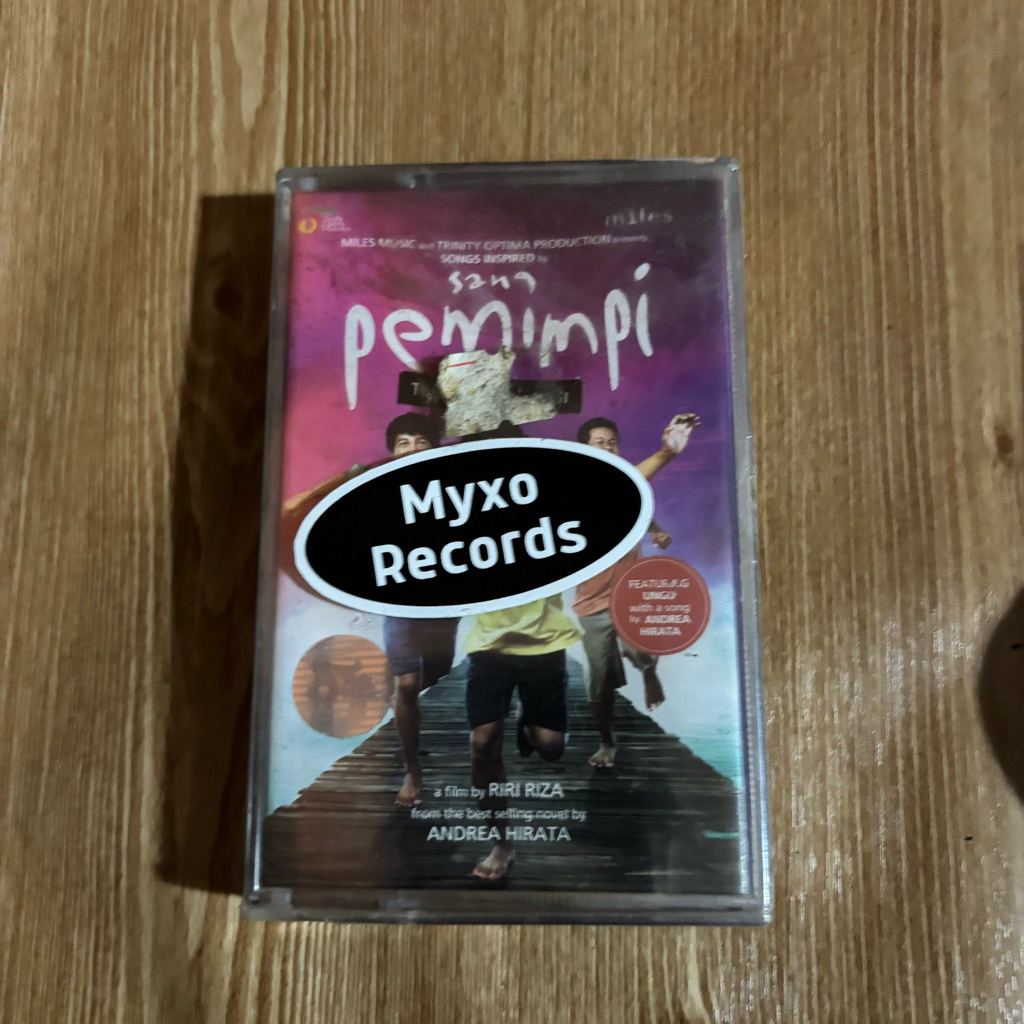 miles
MILES MUSIC and TRINITY OPTIMA PRODUCTION presents
SONGS INSPIRED by
sang
pemimpi
Myxo
Records
FEATURING
UNGU
with a song
by ANDREA
HIRATA
a film by RIRI RIZA
from the best selling novel by
ANDREA HIRATA